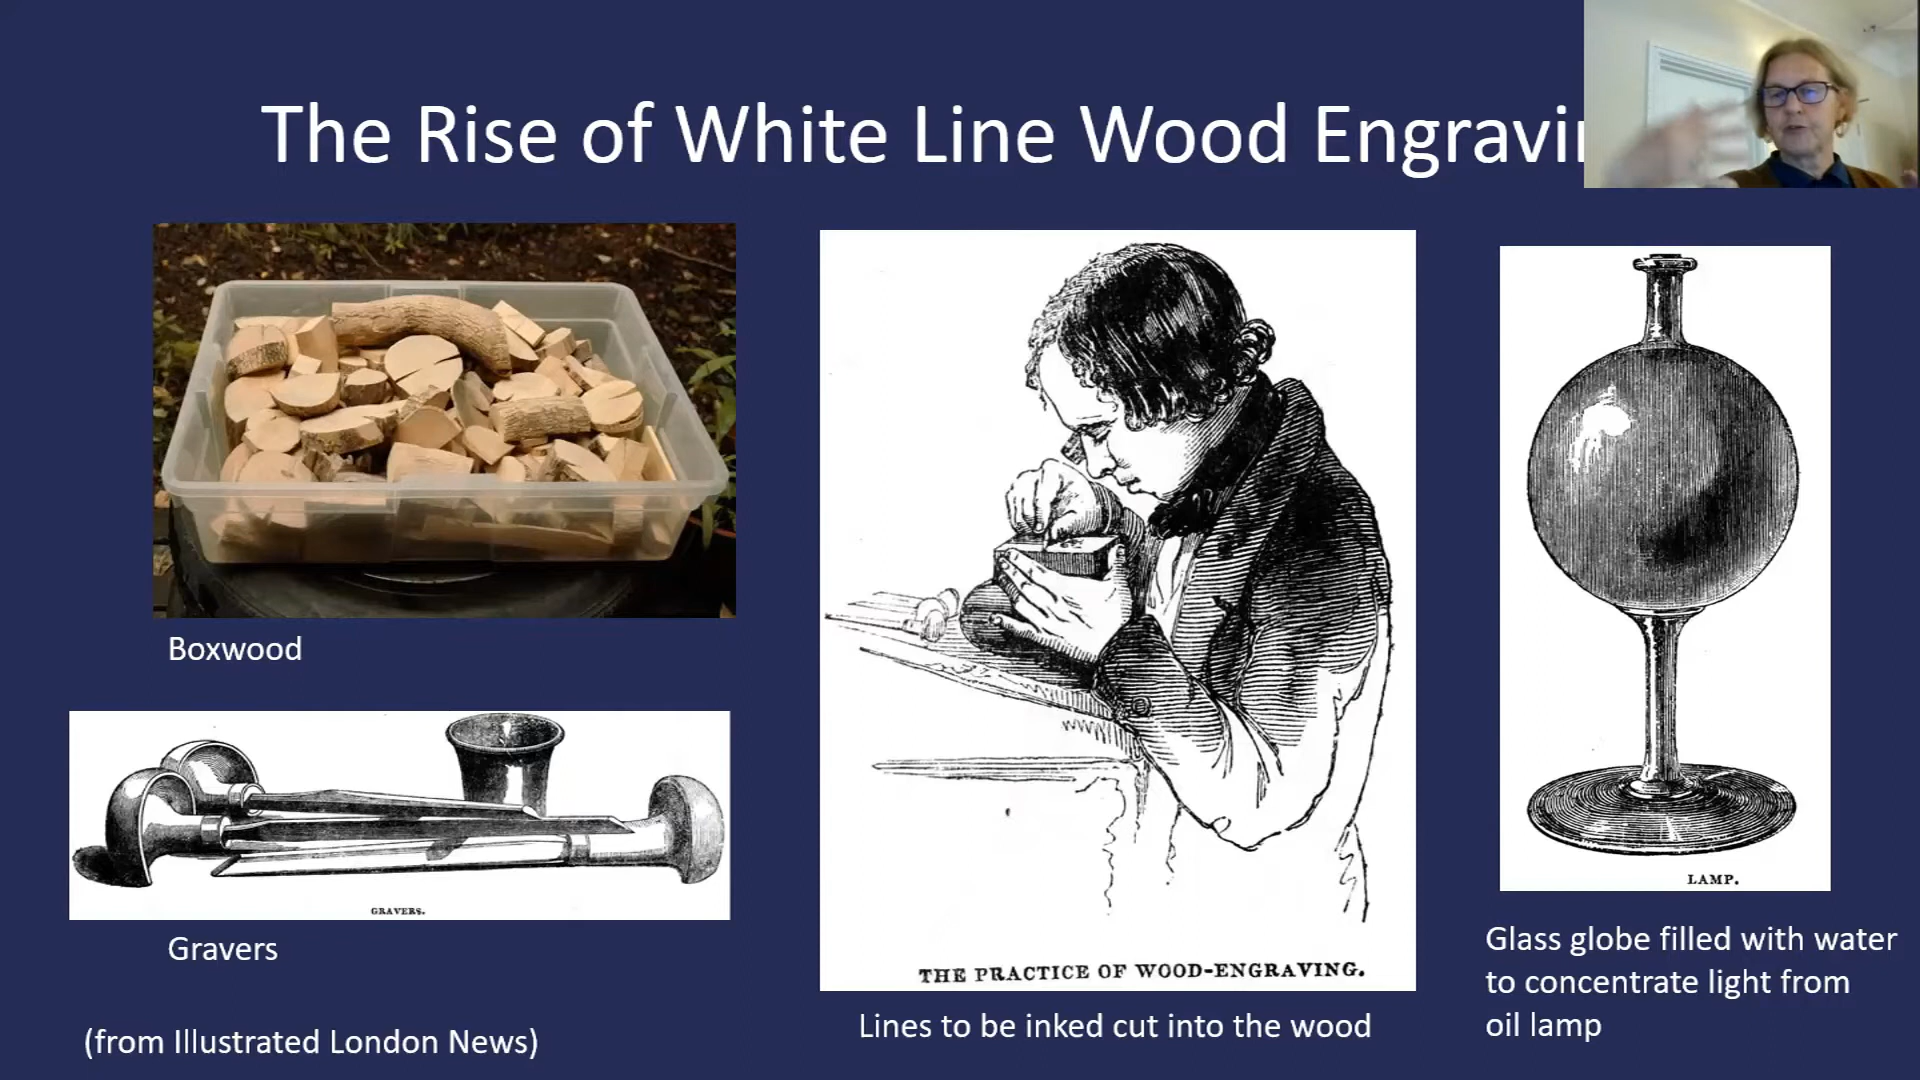 The Rise of White Line Wood Engravin
Boxwood
GRAVERS.
Gravers
(from Illustrated London News)
THE PRACTICE OF WOOD-ENGRAVING.
Lines to be inked cut into the wood
LAMP.
Glass globe filled with water
to concentrate light from
oil lamp